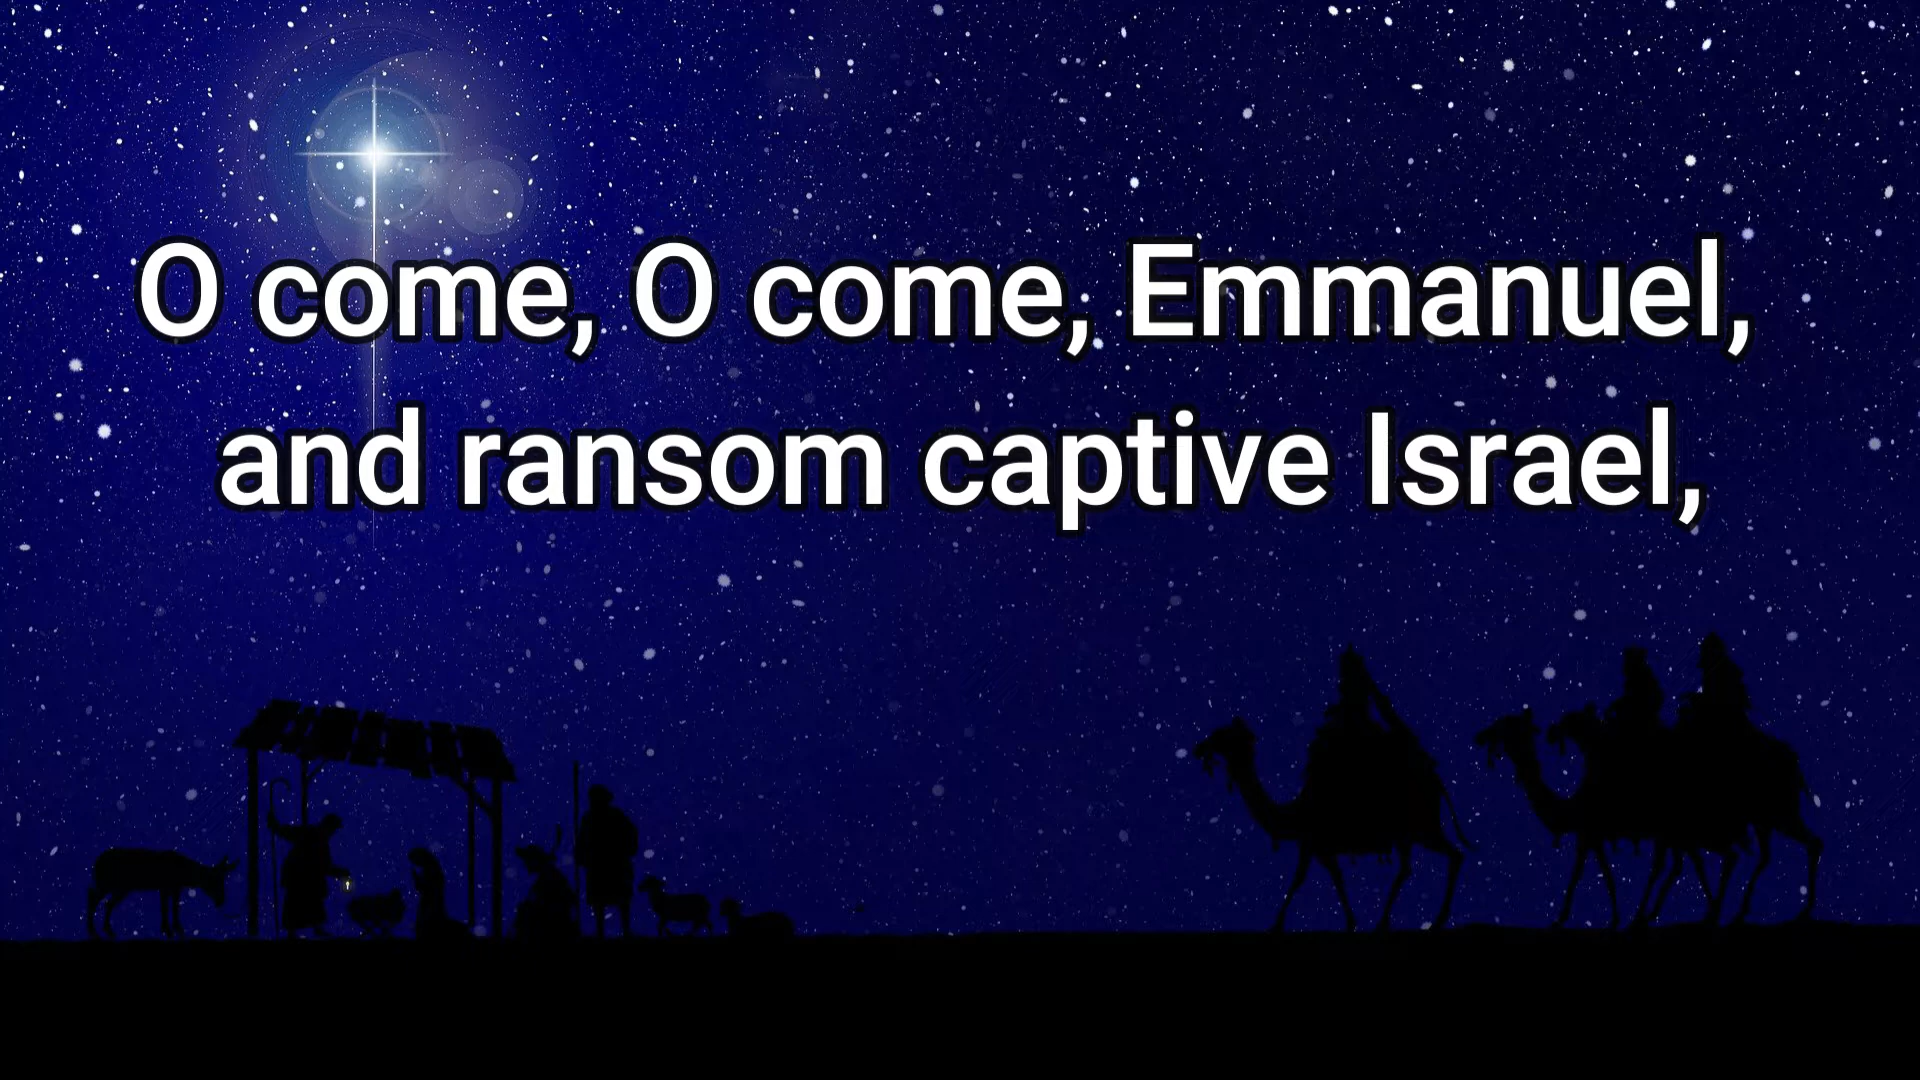 O come, O come, Emmanuel,
and ransom captive Israel,